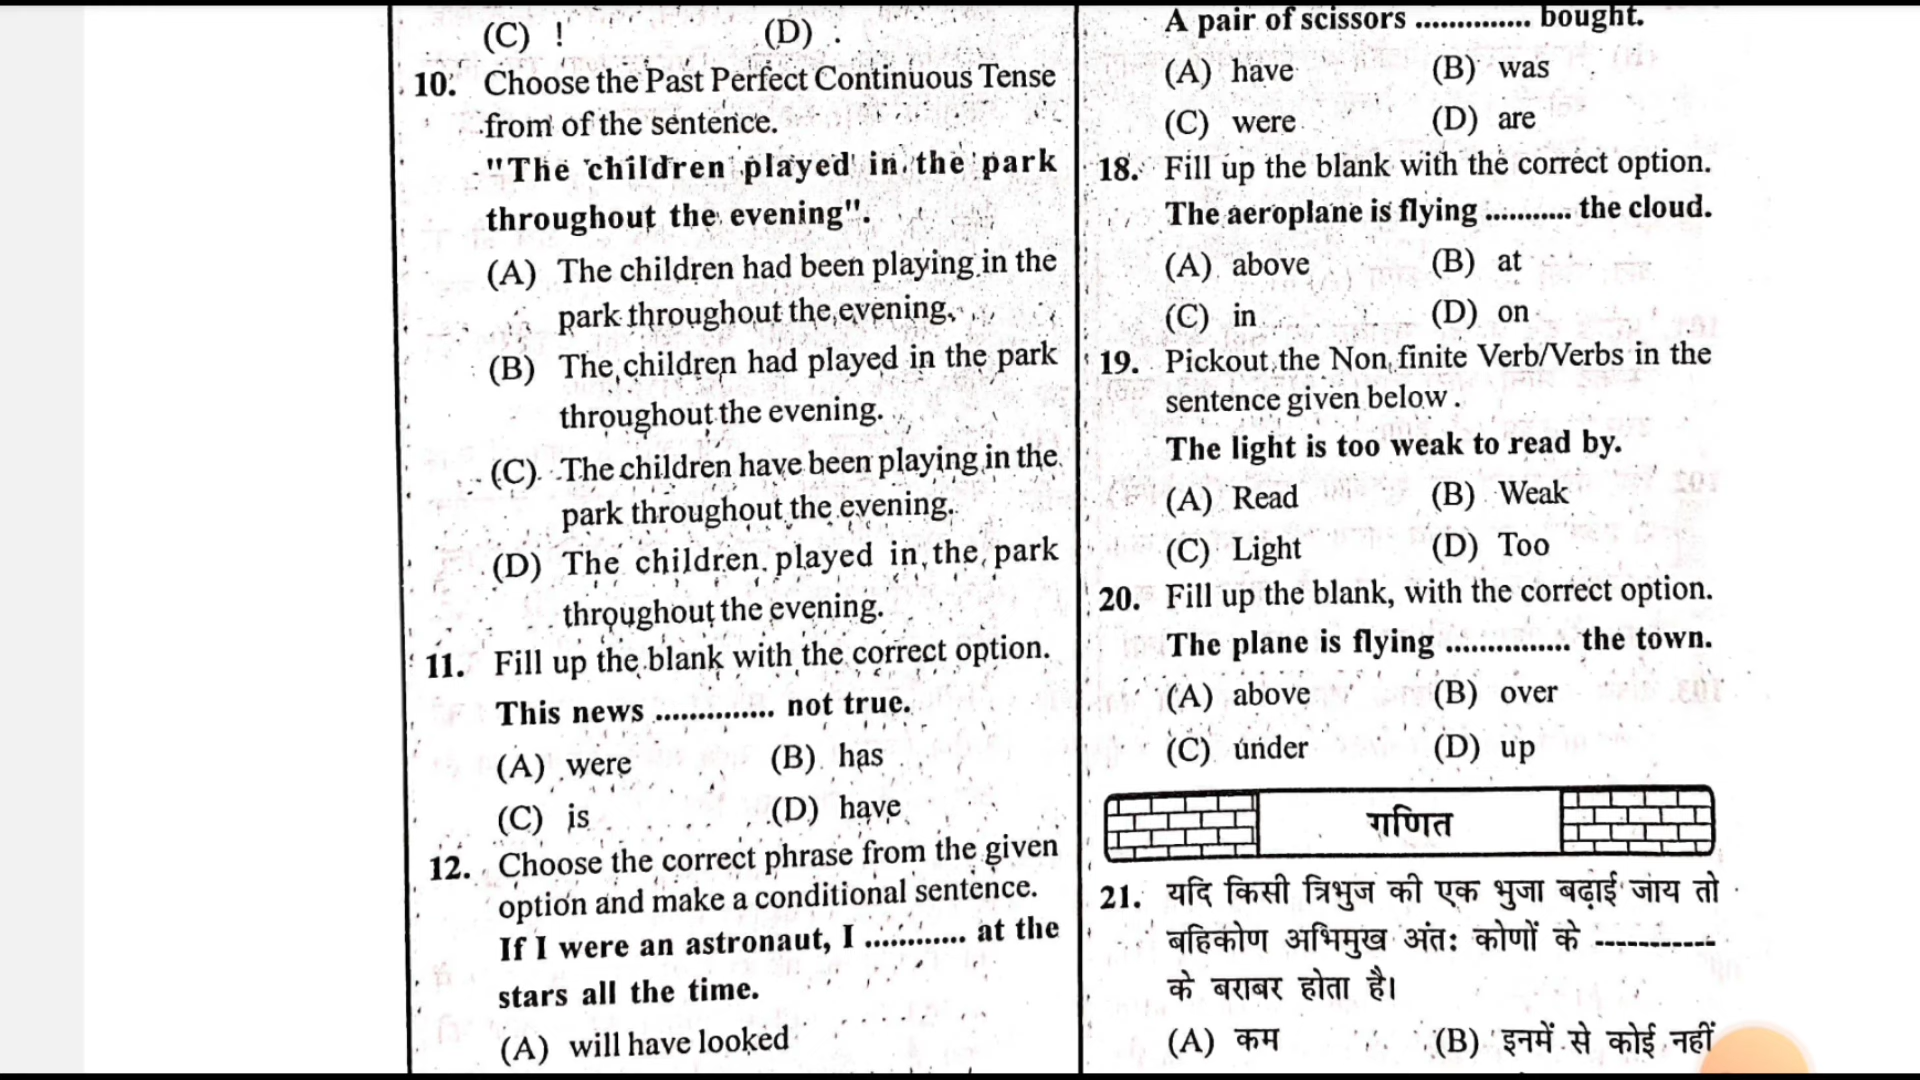 (C) ! (D) .
10. Choose the Past Perfect Continuous Tense
from of the sentence.
"The children played in the park
throughout the evening".
(A) The children had been playing in the
park throughout the evening.
(B) The children had played in the park
throughout the evening.
(C) The children have been playing in the
park throughout the evening.
(D) The children played in the park
throughout the evening.
11. Fill up the blank with the correct option.
This news .............. not true.
(A) were (B) has
(C) is (D) have
12. Choose the correct phrase from the given
option and make a conditional sentence.
If I were an astronaut, I ............ at the
stars all the time.
(A) will have looked
A pair of scissors .............. bought.
(A) have (B) was
(C) were (D) are
18. Fill up the blank with the correct option.
The aeroplane is flying ........... the cloud.
(A) above (B) at
(C) in (D) on
19. Pickout the Non finite Verb/Verbs in the
sentence given below.
The light is too weak to read by.
(A) Read (B) Weak
(C) Light (D) Too
20. Fill up the blank, with the correct option.
The plane is flying ............... the town.
(A) above (B) over
(C) under (D) up
गणित
21. यदि किसी त्रिभुज की एक भुजा बढ़ाई जाय तो
बहिकोण अभिमुख अंत: कोणों के ------------
के बराबर होता है।
(A) कम (B) इनमें से कोई नहीं